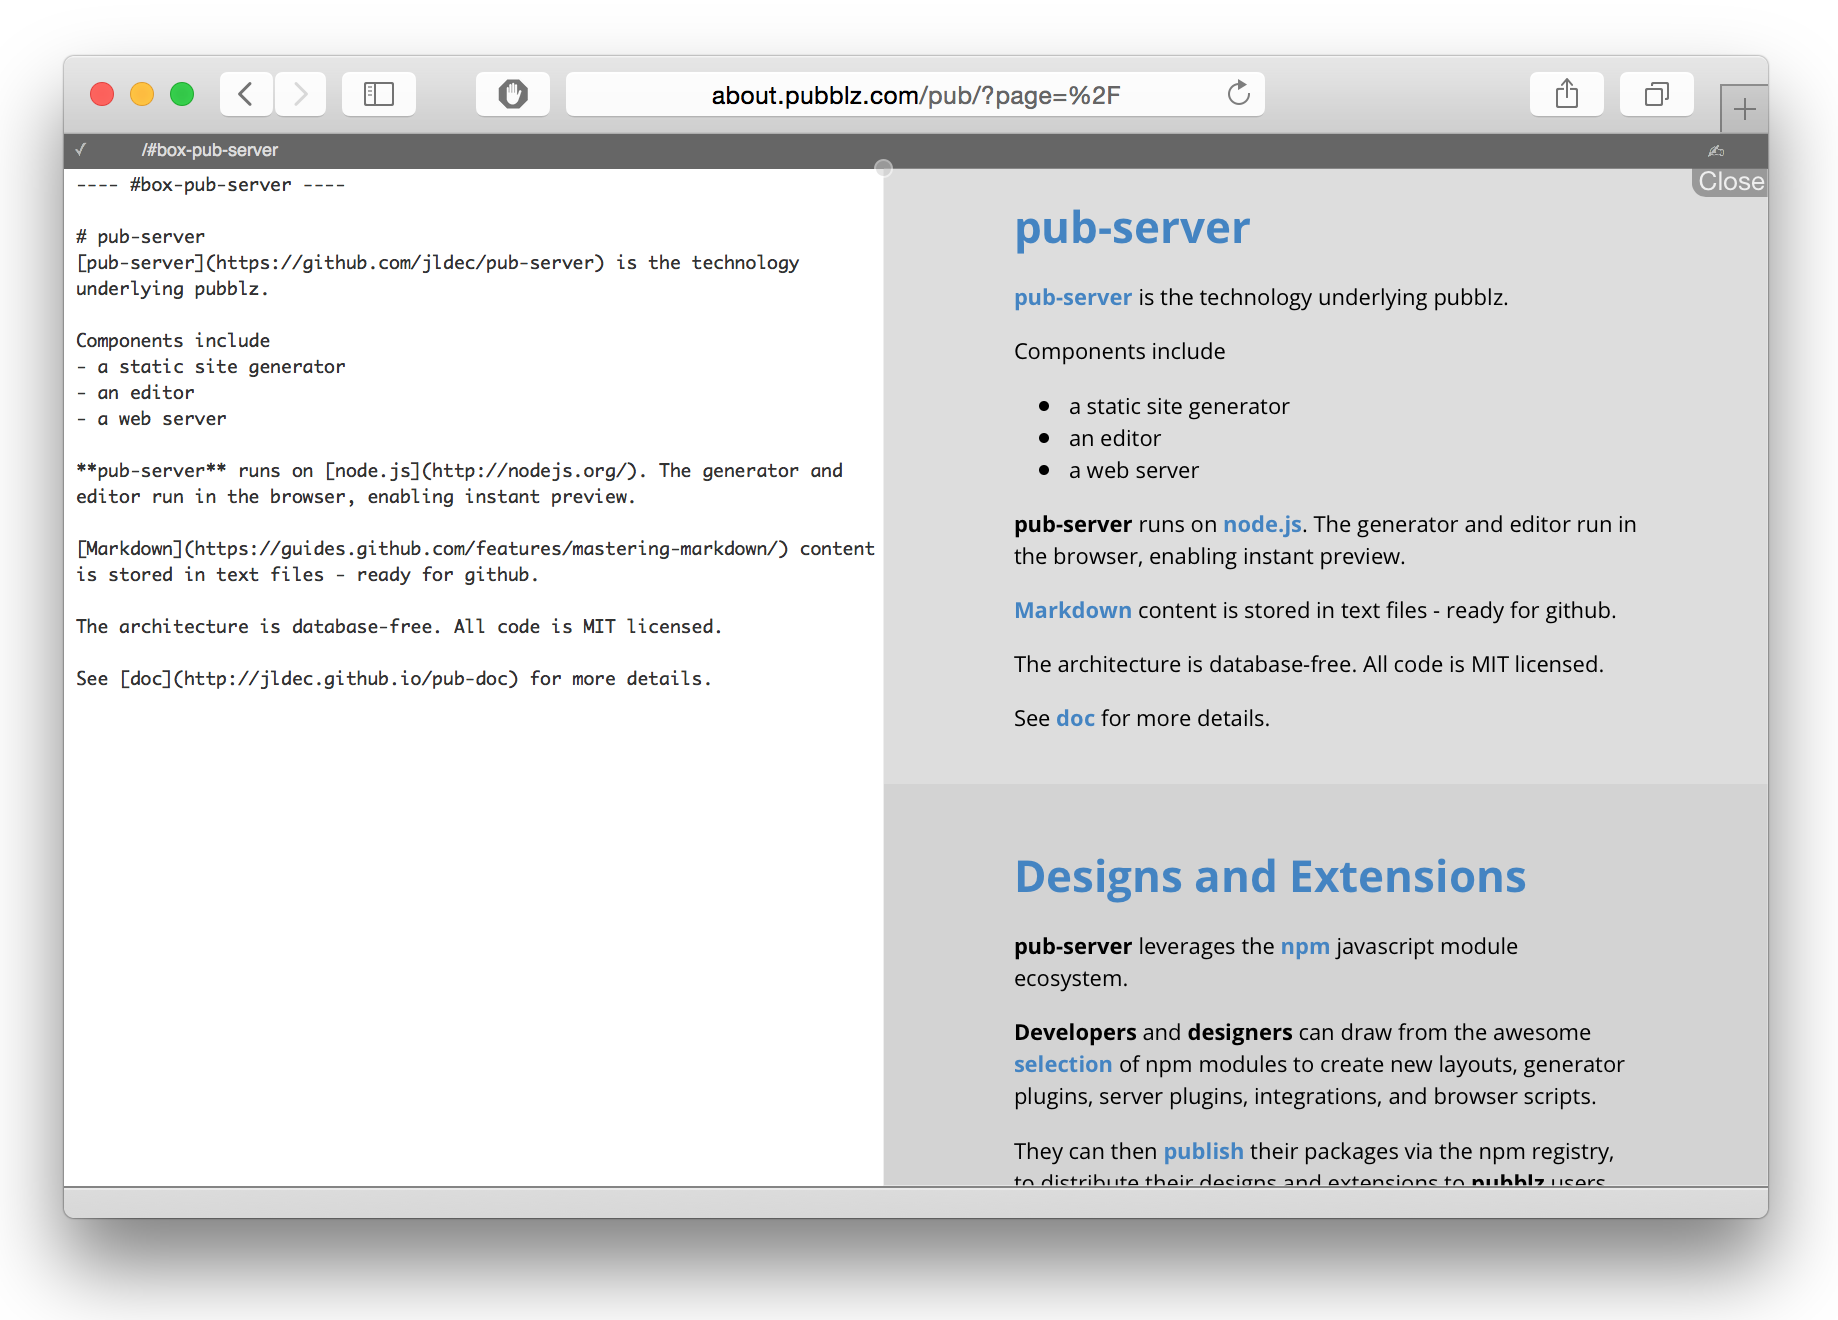 about.pubblz.com/pub/?page=%2F
✓ /#box-pub-server ✍
Close
---- #box-pub-server ----
# pub-server
[pub-server](https://github.com/jldec/pub-server) is the technology
underlying pubblz.
Components include
- a static site generator
- an editor
- a web server
**pub-server** runs on [node.js](http://nodejs.org/). The generator and
editor run in the browser, enabling instant preview.
[Markdown](https://guides.github.com/features/mastering-markdown/) content
is stored in text files - ready for github.
The architecture is database-free. All code is MIT licensed.
See [doc](http://jldec.github.io/pub-doc) for more details.
pub-server
pub-server is the technology underlying pubblz.
Components include
● a static site generator
● an editor
● a web server
pub-server runs on node.js. The generator and editor run in
the browser, enabling instant preview.
Markdown content is stored in text files - ready for github.
The architecture is database-free. All code is MIT licensed.
See doc for more details.
Designs and Extensions
pub-server leverages the npm javascript module
ecosystem.
Developers and designers can draw from the awesome
selection of npm modules to create new layouts, generator
plugins, server plugins, integrations, and browser scripts.
They can then publish their packages via the npm registry,
to distribute their designs and extensions to pubblz users